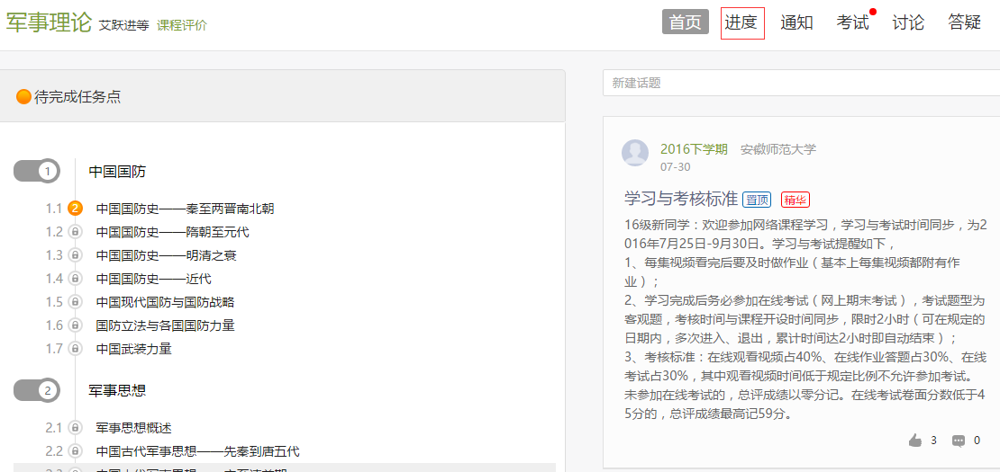 军事理论 艾跃进等 课程评价
首页 进度 通知 考试 讨论 答疑
待完成任务点
1 中国国防
1.1 2 中国国防史——秦至两晋南北朝
1.2 中国国防史——隋朝至元代
1.3 中国国防史——明清之衰
1.4 中国国防史——近代
1.5 中国现代国防与国防战略
1.6 国防立法与各国国防力量
1.7 中国武装力量
2 军事思想
2.1 军事思想概述
2.2 中国古代军事思想——先秦到唐五代
新建话题
2016下学期 安徽师范大学
07-30
学习与考核标准 置顶 精华
16级新同学：欢迎参加网络课程学习，学习与考试时间同步，为2
016年7月25日-9月30日。学习与考试提醒如下，
1、每集视频看完后要及时做作业（基本上每集视频都附有作
业）；
2、学习完成后务必参加在线考试（网上期末考试），考试题型为
客观题，考核时间与课程开设时间同步，限时2小时（可在规定的
日期内，多次进入、退出，累计时间达2小时即自动结束）；
3、考核标准：在线观看视频占40%、在线作业答题占30%、在线
考试占30%，其中观看视频时间低于规定比例不允许参加考试。
未参加在线考试的，总评成绩以零分记。在线考试卷面分数低于4
5分的，总评成绩最高记59分。
3 0